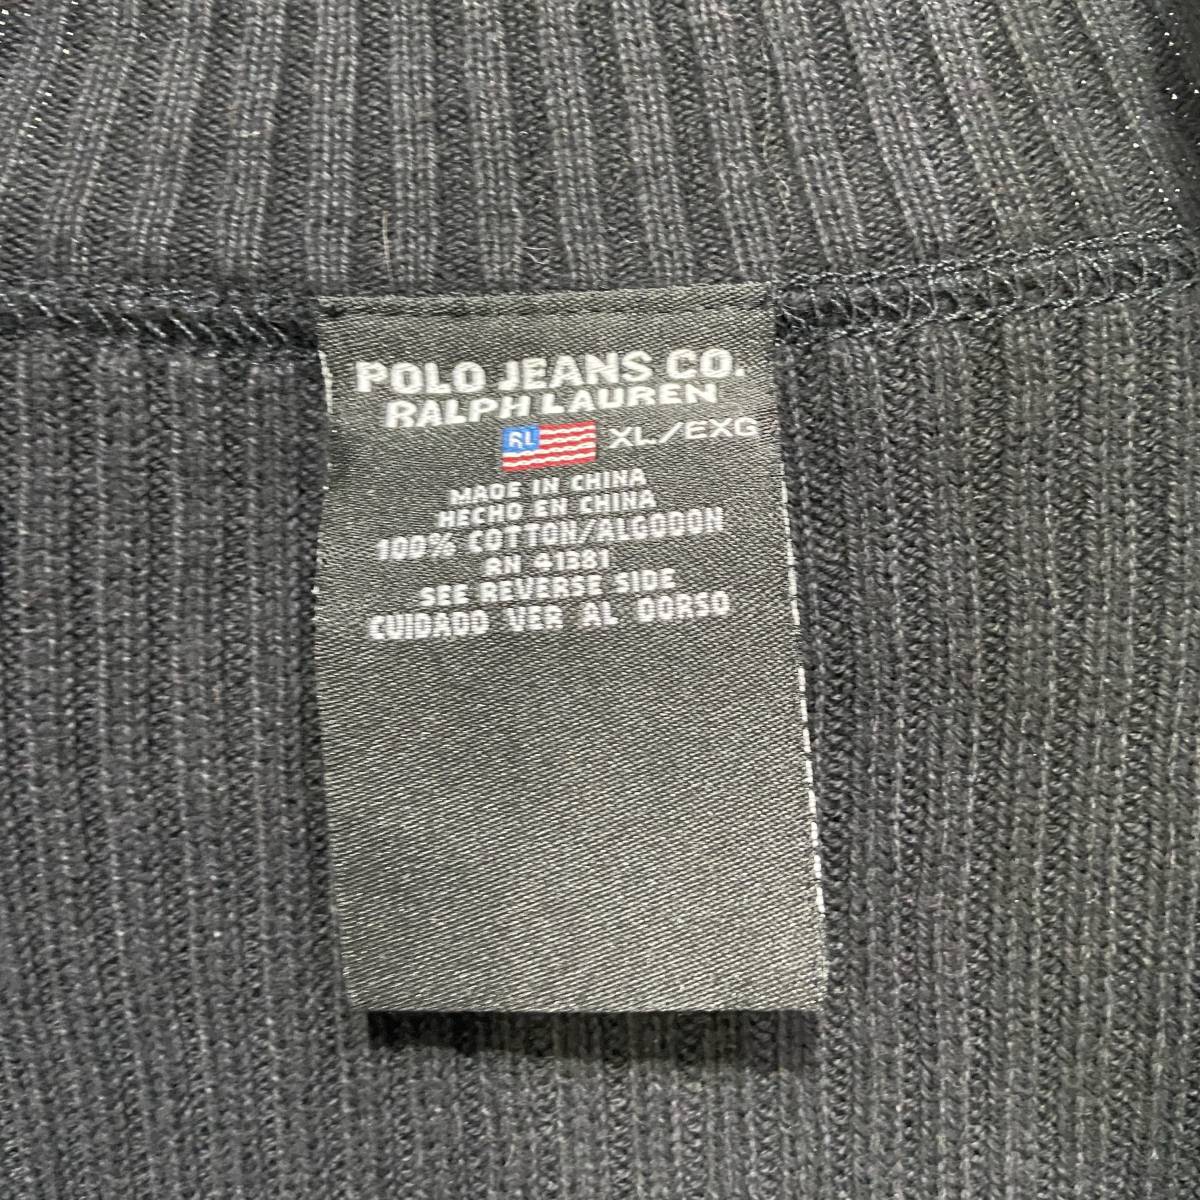 POLO JEANS CO.
RALPH LAUREN
RL XL/EXG
MADE IN CHINA
HECHO EN CHINA
100% COTTON/ALGODON
RN 41381
SEE REVERSE SIDE
CUIDADO VER AL DORSO